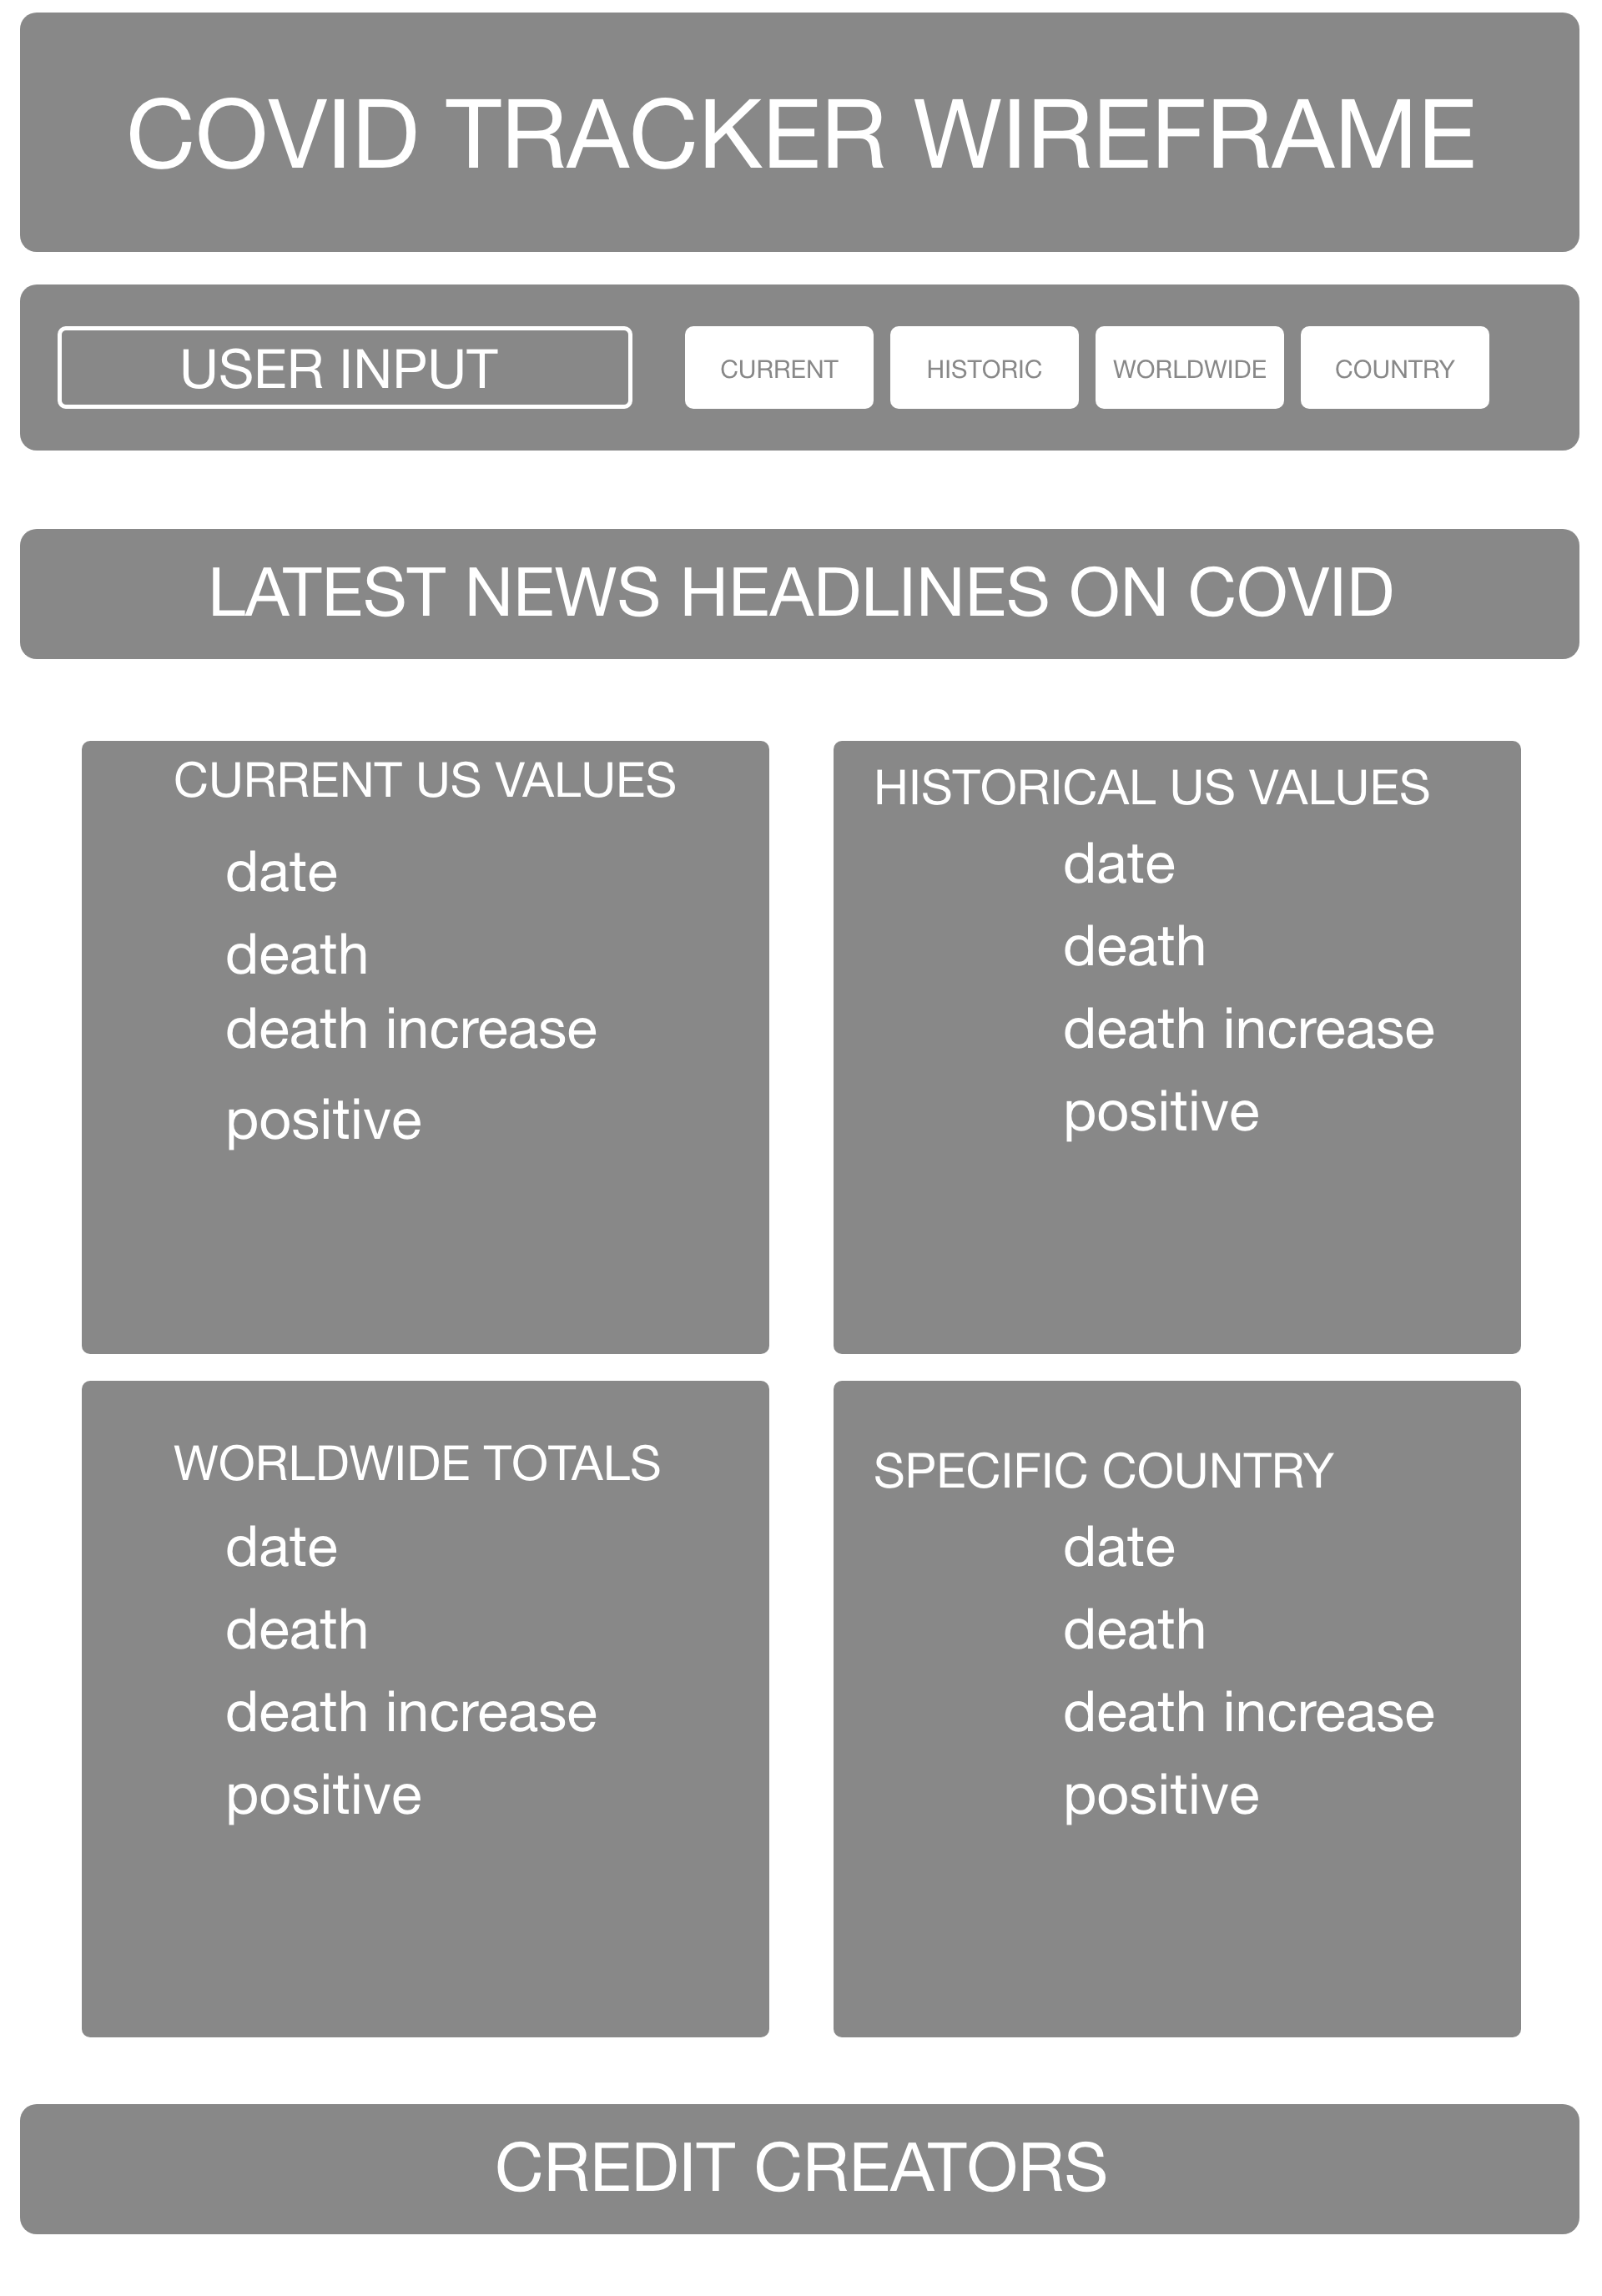 COVID TRACKER WIREFRAME
USER INPUT
CURRENT
HISTORIC
WORLDWIDE
COUNTRY
LATEST NEWS HEADLINES ON COVID
CURRENT US VALUES
date
death
death increase
positive
HISTORICAL US VALUES
date
death
death increase
positive
WORLDWIDE TOTALS
date
death
death increase
positive
SPECIFIC COUNTRY
date
death
death increase
positive
CREDIT CREATORS